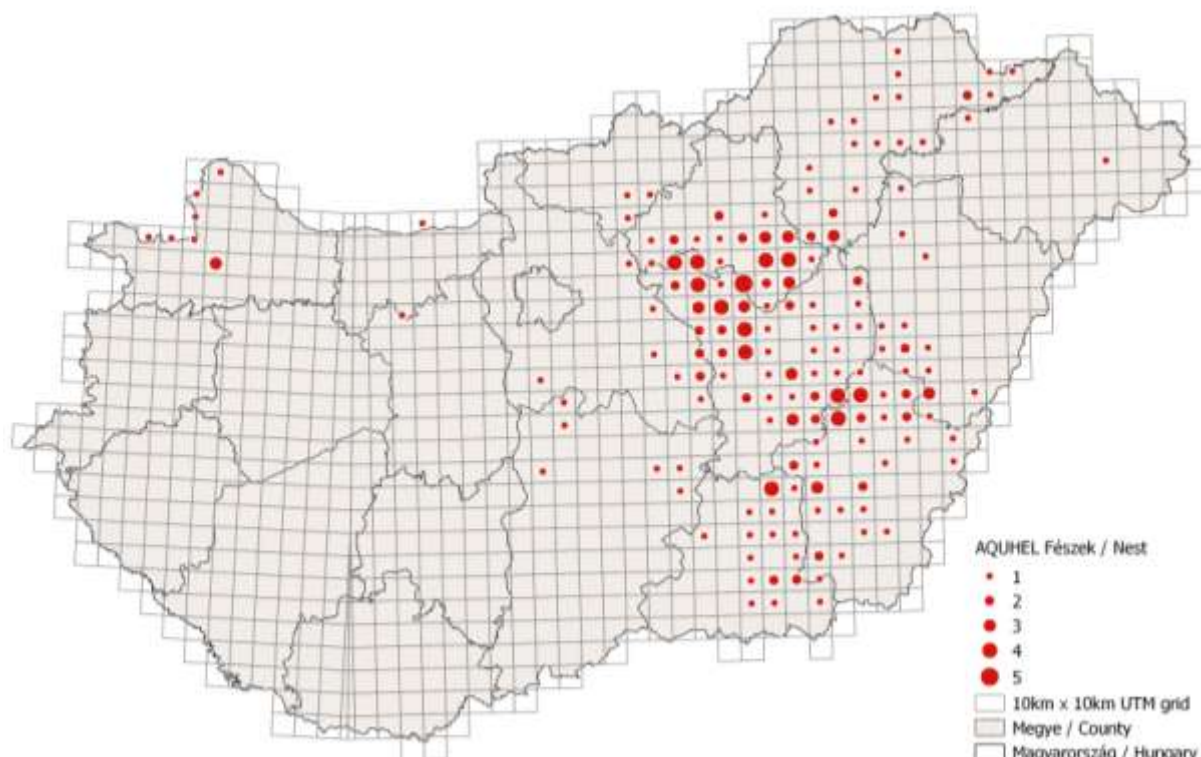 AQUHEL Fészek / Nest
1
2
3
4
5
10km x 10km UTM grid
Megye / County
Magyarország / Hungary